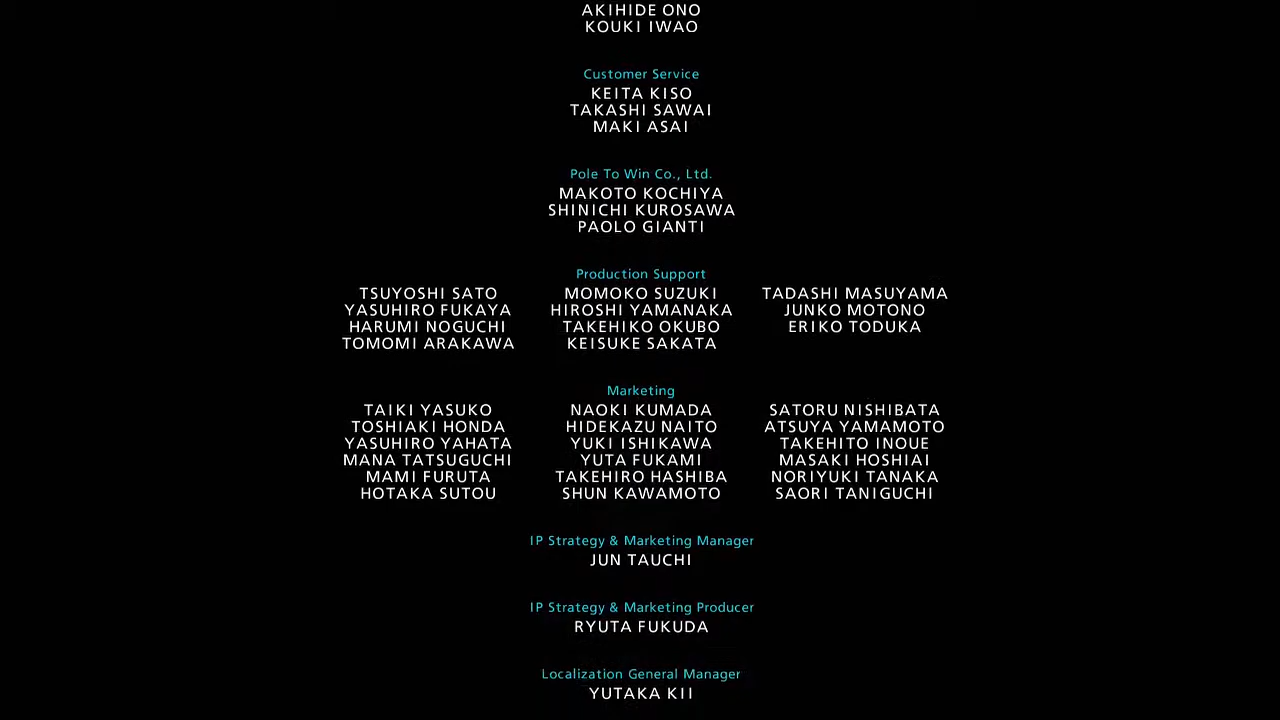 AKIHIDE ONO
KOUKI IWAO
Customer Service
KEITA KISO
TAKASHI SAWAI
MAKI ASAI
Pole To Win Co., Ltd.
MAKOTO KOCHIYA
SHINICHI KUROSAWA
PAOLO GIANTI
Production Support
TSUYOSHI SATO MOMOKO SUZUKI TADASHI MASUYAMA
YASUHIRO FUKAYA HIROSHI YAMANAKA JUNKO MOTONO
HARUMI NOGUCHI TAKEHIKO OKUBO ERIKO TODUKA
TOMOMI ARAKAWA KEISUKE SAKATA
Marketing
TAIKI YASUKO NAOKI KUMADA SATORU NISHIBATA
TOSHIAKI HONDA HIDEKAZU NAITO ATSUYA YAMAMOTO
YASUHIRO YAHATA YUKI ISHIKAWA TAKEHITO INOUE
MANA TATSUGUCHI YUTA FUKAMI MASAKI HOSHIAI
MAMI FURUTA TAKEHIRO HASHIBA NORIYUKI TANAKA
HOTAKA SUTOU SHUN KAWAMOTO SAORI TANIGUCHI
IP Strategy & Marketing Manager
JUN TAUCHI
IP Strategy & Marketing Producer
RYUTA FUKUDA
Localization General Manager
YUTAKA KII